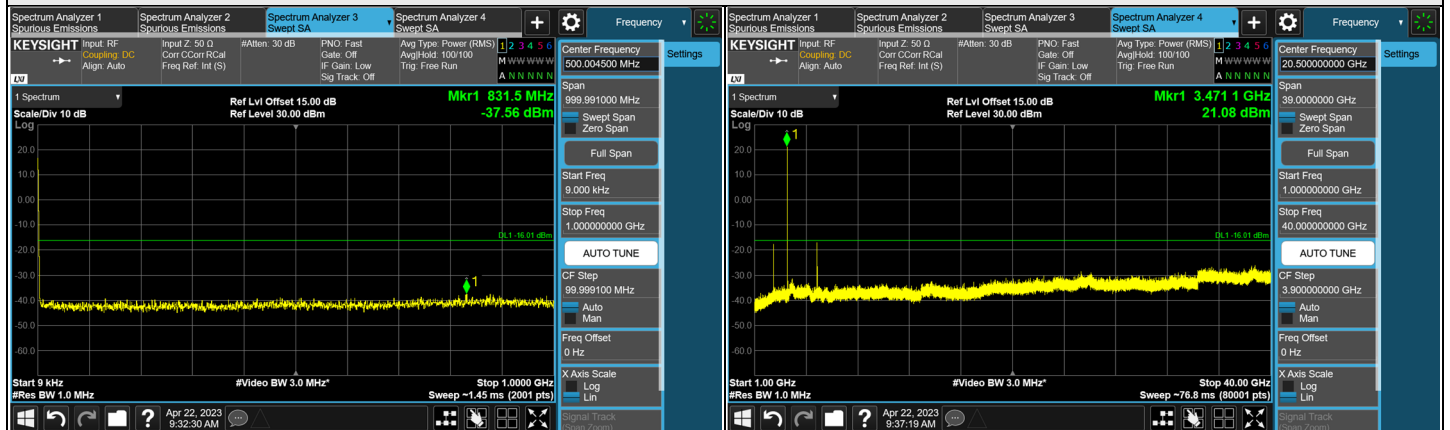 Spectrum Analyzer 1
Spurious Emissions
Spectrum Analyzer 2
Spurious Emissions
Spectrum Analyzer 3
Swept SA
Spectrum Analyzer 4
Swept SA
+
Frequency
KEYSIGHT
LXI
Input: RF
Coupling: DC
Align: Auto
Input Z: 50 Ω
Corr CCorr RCal
Freq Ref: Int (S)
#Atten: 30 dB
PNO: Fast
Gate: Off
IF Gain: Low
Sig Track: Off
Avg Type: Power (RMS)
Avg|Hold: 100/100
Trig: Free Run
1 2 3 4 5 6
M W W W W W
A N N N N N
1 Spectrum
Scale/Div 10 dB
Log
Ref Lvl Offset 15.00 dB
Ref Level 30.00 dBm
Mkr1 831.5 MHz
-37.56 dBm
20.0
10.0
0.00
-10.0
-20.0
-30.0
-40.0
-50.0
-60.0
DL1 -16.01 dBm
1
Start 9 kHz
#Res BW 1.0 MHz
#Video BW 3.0 MHz*
Stop 1.0000 GHz
Sweep ~1.45 ms (2001 pts)
Center Frequency
500.004500 MHz
Settings
Span
999.991000 MHz
Swept Span
Zero Span
Full Span
Start Freq
9.000 kHz
Stop Freq
1.000000000 GHz
AUTO TUNE
CF Step
99.999100 MHz
Auto
Man
Freq Offset
0 Hz
X Axis Scale
Log
Lin
Signal Track
(Span Zoom)
?
Apr 22, 2023
9:32:30 AM
Spectrum Analyzer 1
Spurious Emissions
Spectrum Analyzer 2
Spurious Emissions
Spectrum Analyzer 3
Swept SA
Spectrum Analyzer 4
Swept SA
+
Frequency
KEYSIGHT
LXI
Input: RF
Coupling: DC
Align: Auto
Input Z: 50 Ω
Corr CCorr RCal
Freq Ref: Int (S)
#Atten: 30 dB
PNO: Fast
Gate: Off
IF Gain: Low
Sig Track: Off
Avg Type: Power (RMS)
Avg|Hold: 100/100
Trig: Free Run
1 2 3 4 5 6
M W W W W W
A N N N N N
1 Spectrum
Scale/Div 10 dB
Log
Ref Lvl Offset 15.00 dB
Ref Level 30.00 dBm
Mkr1 3.471 1 GHz
21.08 dBm
20.0
10.0
0.00
-10.0
-20.0
-30.0
-40.0
-50.0
-60.0
DL1 -16.01 dBm
1
Start 1.00 GHz
#Res BW 1.0 MHz
#Video BW 3.0 MHz*
Stop 40.00 GHz
Sweep ~76.8 ms (80001 pts)
Center Frequency
20.500000000 GHz
Settings
Span
39.0000000 GHz
Swept Span
Zero Span
Full Span
Start Freq
1.000000000 GHz
Stop Freq
40.000000000 GHz
AUTO TUNE
CF Step
3.900000000 GHz
Auto
Man
Freq Offset
0 Hz
X Axis Scale
Log
Lin
Signal Track
(Span Zoom)
?
Apr 22, 2023
9:37:19 AM